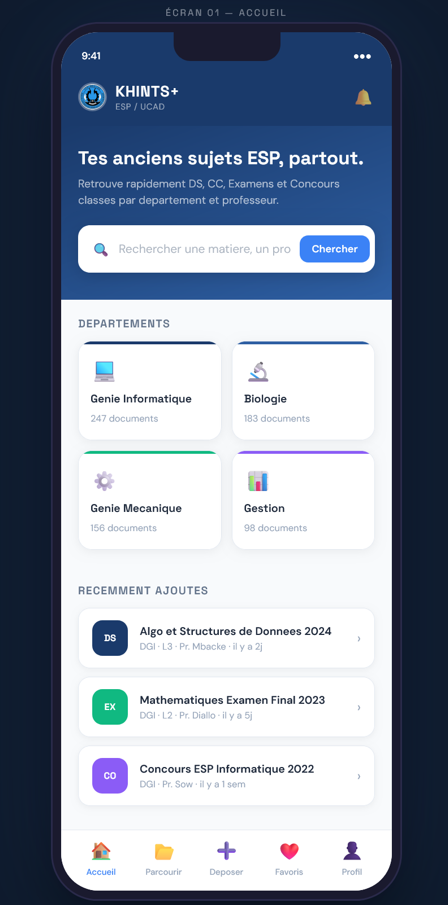 ÉCRAN 01 — ACCUEIL
9:41
KHINTS+
ESP / UCAD
Tes anciens sujets ESP, partout.
Retrouve rapidement DS, CC, Examens et Concours
classes par departement et professeur.
Rechercher une matiere, un pro
Chercher
DEPARTEMENTS
Genie Informatique
247 documents
Biologie
183 documents
Genie Mecanique
156 documents
Gestion
98 documents
RECEMMENT AJOUTES
DS
Algo et Structures de Donnees 2024
DGI · L3 · Pr. Mbacke · il y a 2j
EX
Mathematiques Examen Final 2023
DGI · L2 · Pr. Diallo · il y a 5j
CO
Concours ESP Informatique 2022
DGI · Pr. Sow · il y a 1 sem
Accueil
Parcourir
Deposer
Favoris
Profil